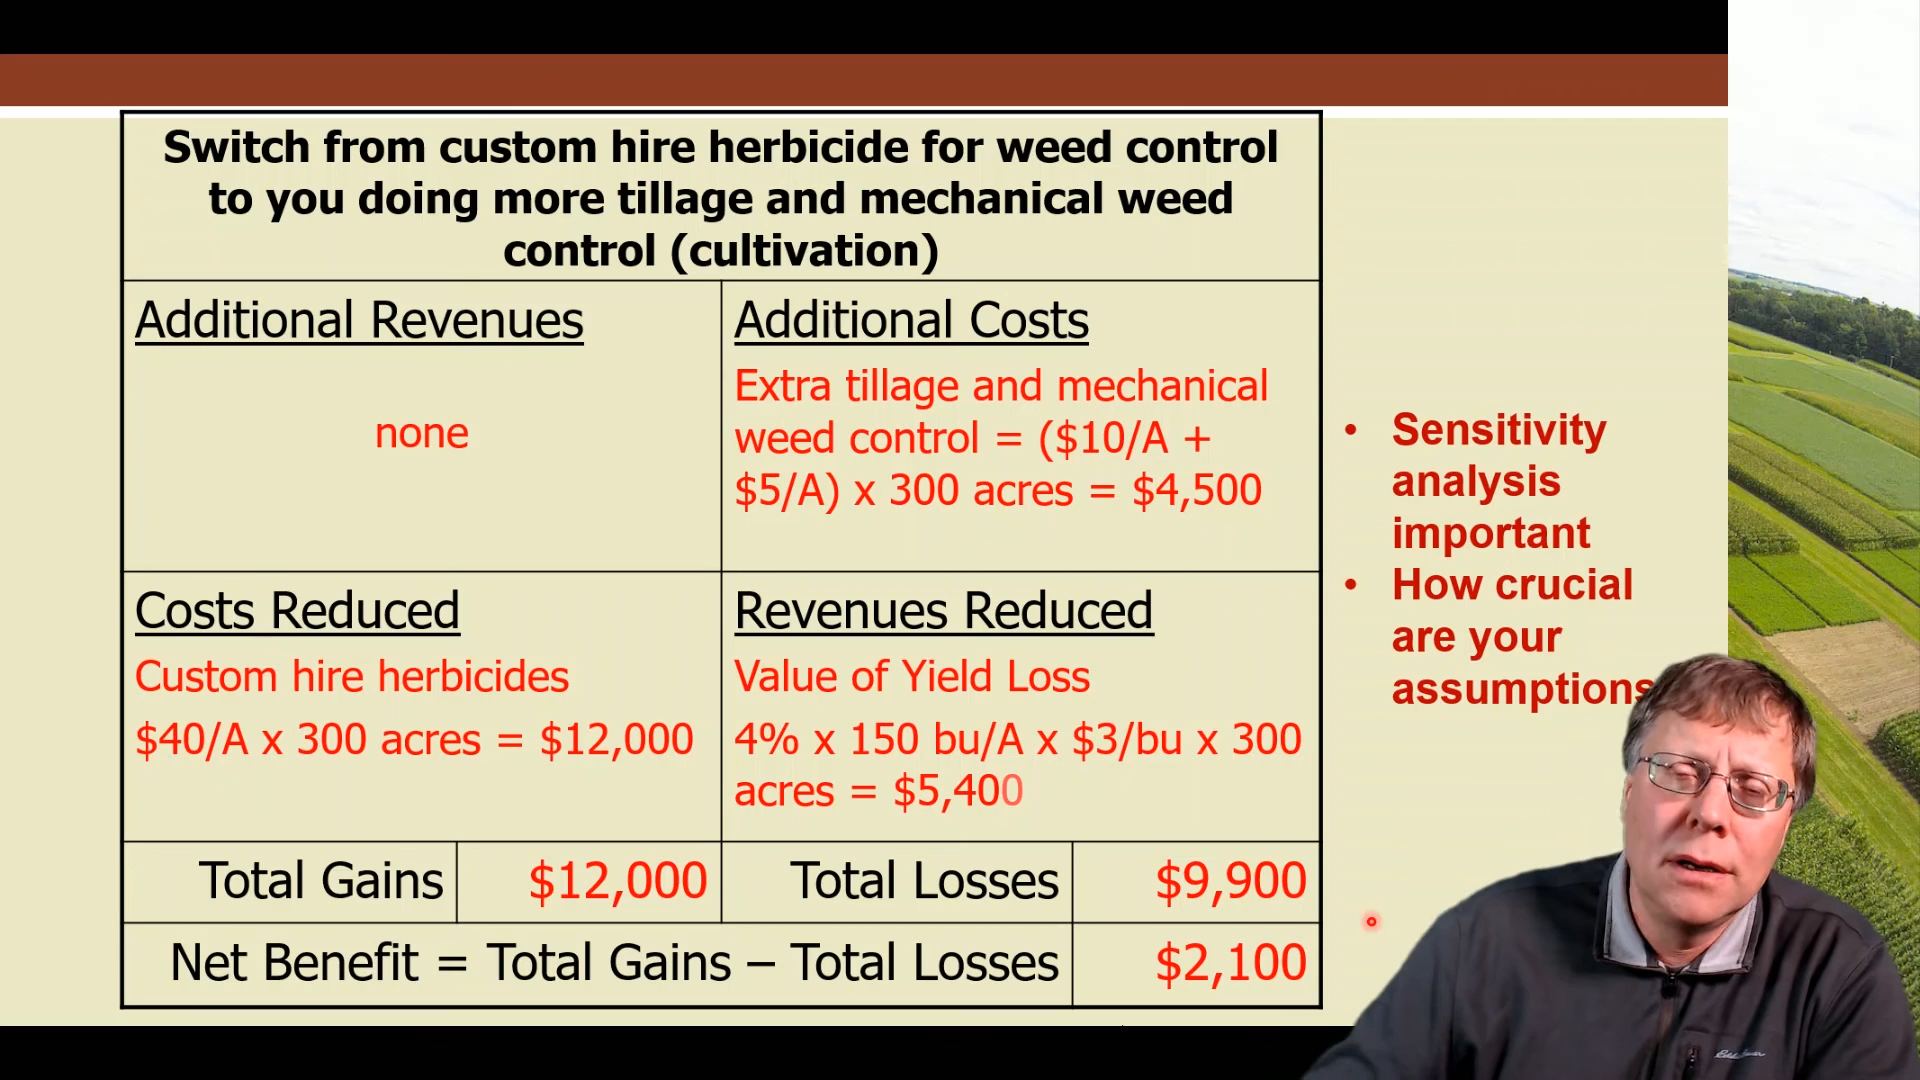 Switch from custom hire herbicide for weed control
to you doing more tillage and mechanical weed
control (cultivation)
Additional Revenues
none
Additional Costs
Extra tillage and mechanical
weed control = ($10/A +
$5/A) x 300 acres = $4,500
Costs Reduced
Custom hire herbicides
$40/A x 300 acres = $12,000
Revenues Reduced
Value of Yield Loss
4% x 150 bu/A x $3/bu x 300
acres = $5,400
Total Gains
$12,000
Total Losses
$9,900
Net Benefit = Total Gains – Total Losses
$2,100
• Sensitivity
analysis
important
• How crucial
are your
assumptions